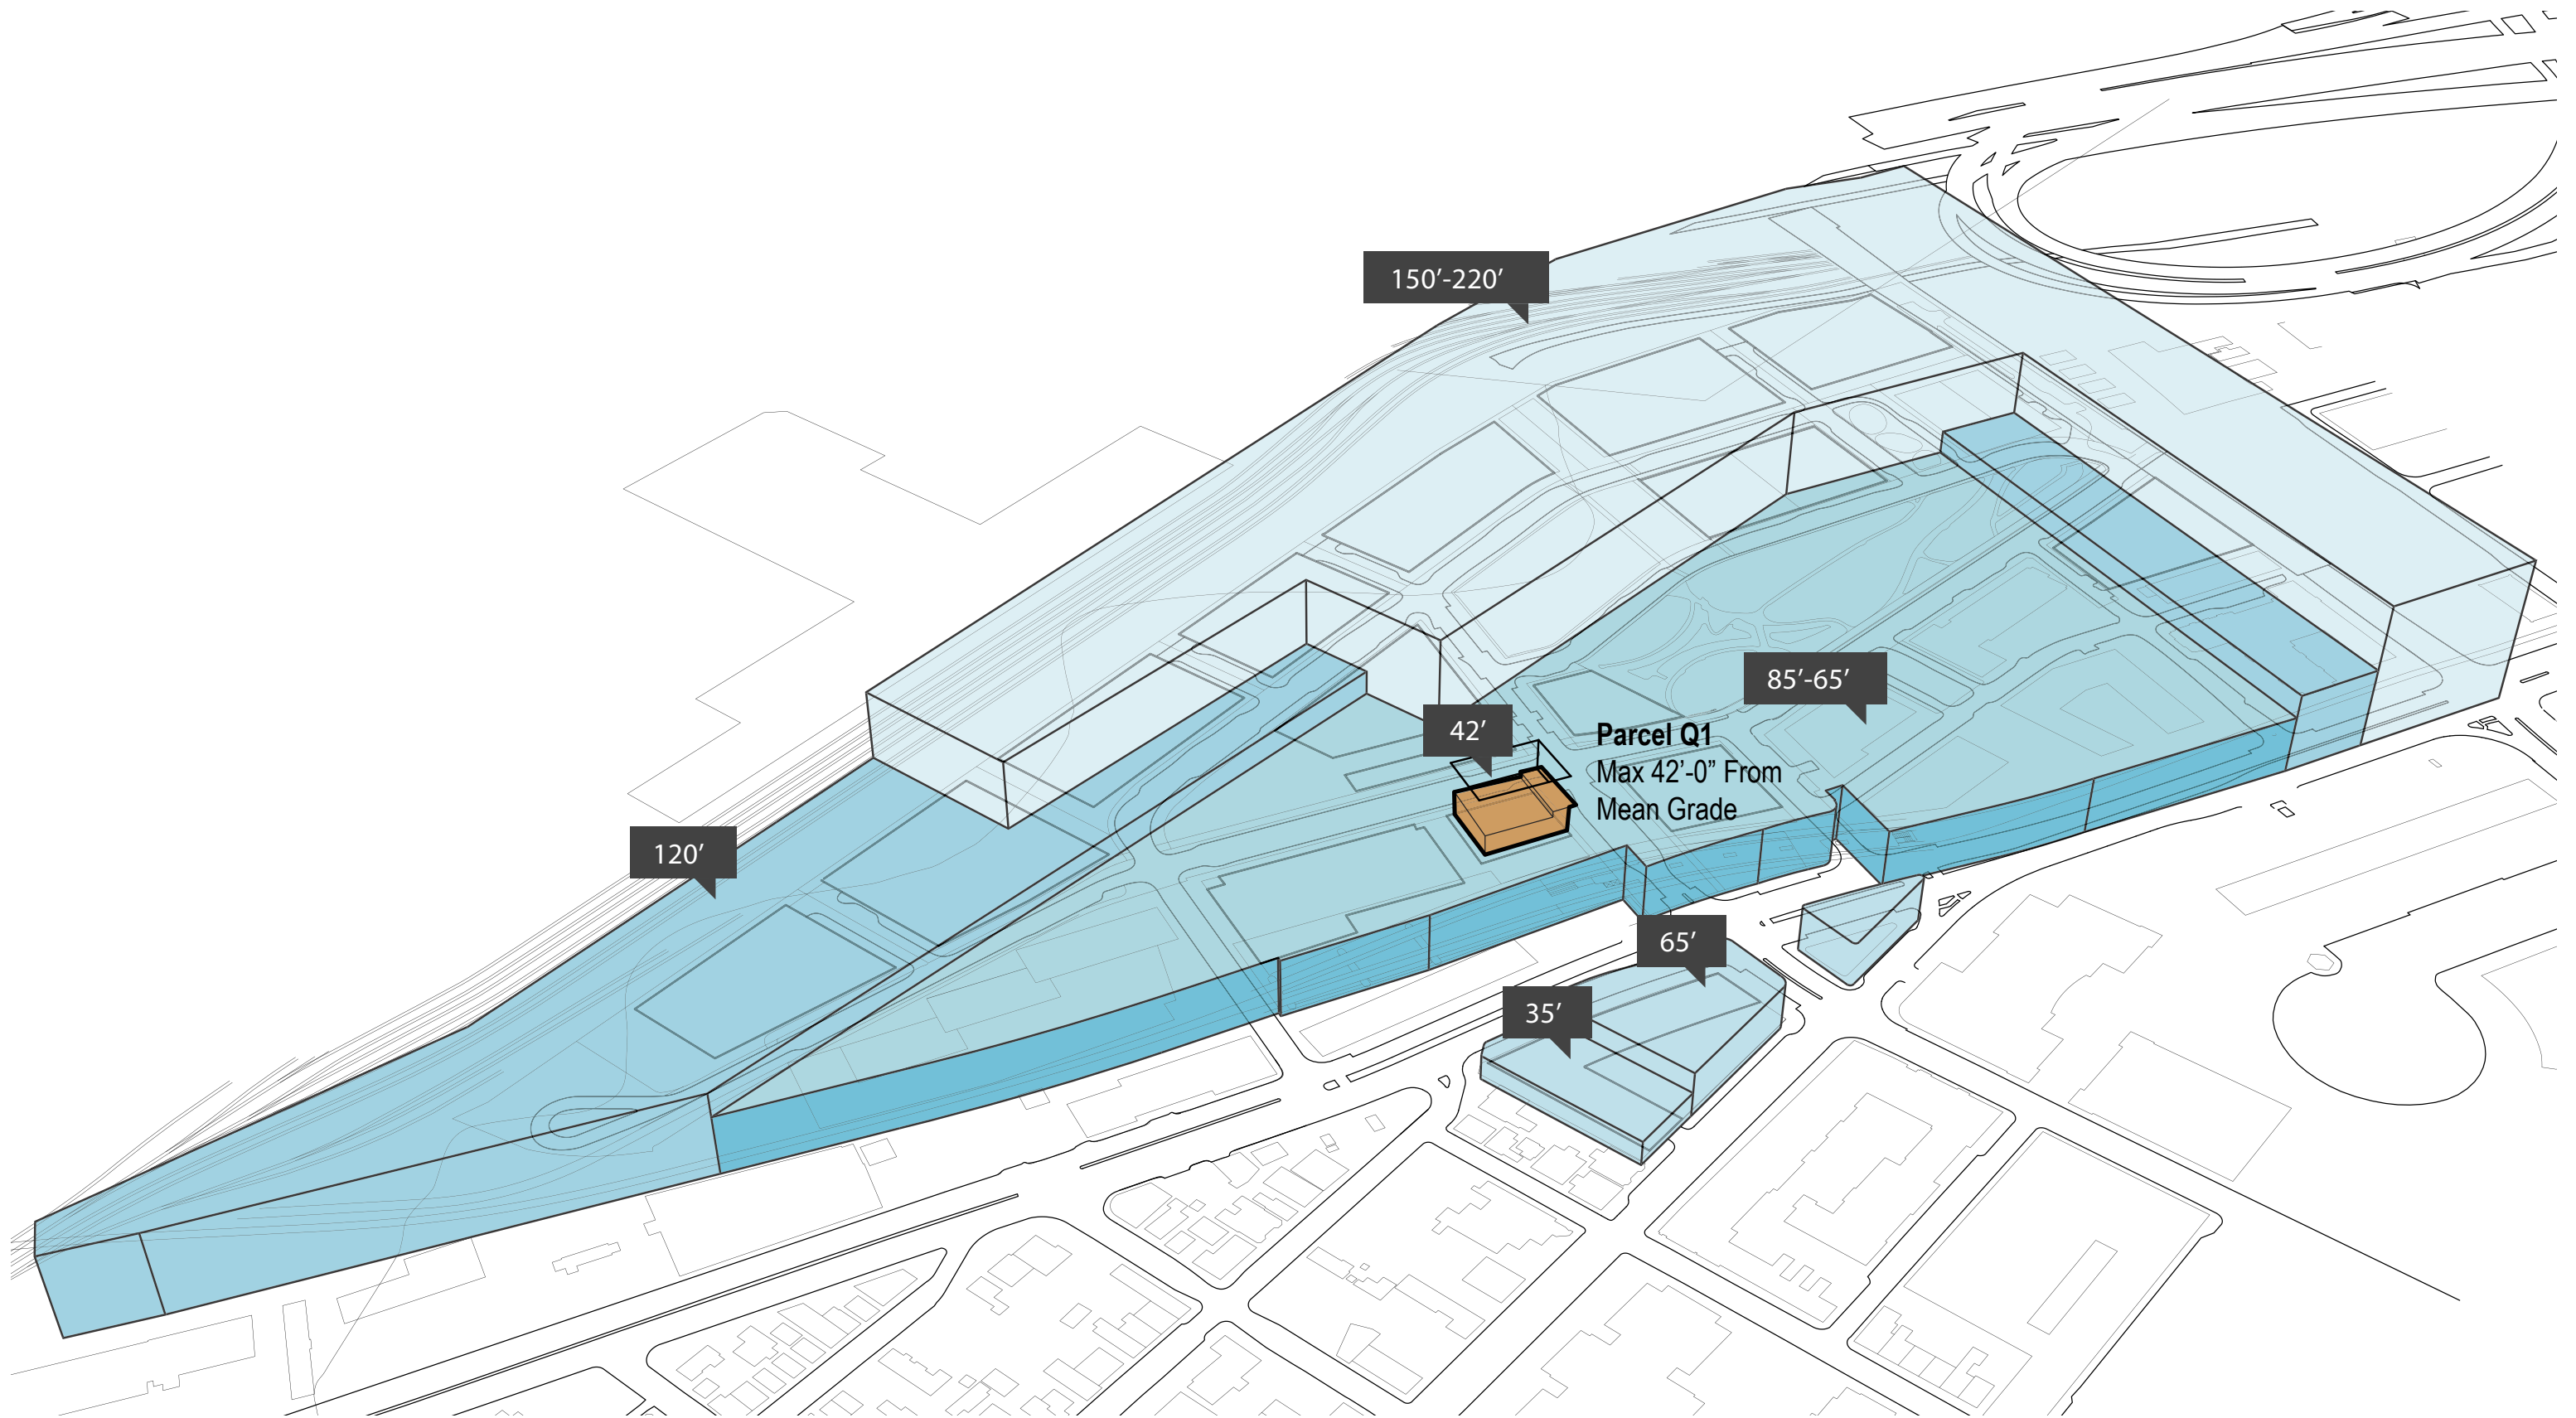 150’-220’
85’-65’
42’
Parcel Q1
Max 42’-0” From
Mean Grade
120’
65’
35’